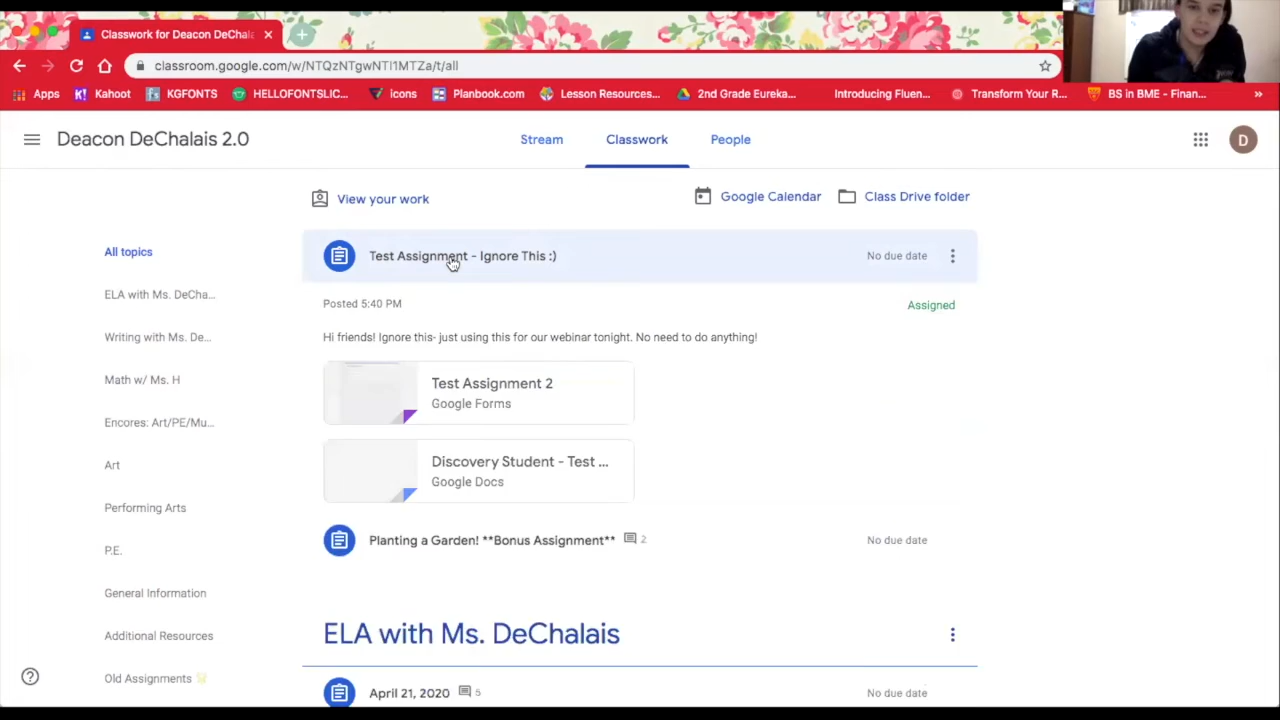 Classwork for Deacon DeChala
classroom.google.com/w/NTQzNTgwNTI1MTZa/t/all
Apps Kahoot KGFONTS HELLOFONTSLIC... icons Planbook.com Lesson Resources... 2nd Grade Eureka... Introducing Fluen... Transform Your R... BS in BME - Finan... »
Deacon DeChalais 2.0 Stream Classwork People D
View your work Google Calendar Class Drive folder
All topics
ELA with Ms. DeCha...
Writing with Ms. De...
Math w/ Ms. H
Encores: Art/PE/Mu...
Art
Performing Arts
P.E.
General Information
Additional Resources
Old Assignments
Test Assignment - Ignore This :) No due date
Posted 5:40 PM Assigned
Hi friends! Ignore this- just using this for our webinar tonight. No need to do anything!
Test Assignment 2
Google Forms
Discovery Student - Test ...
Google Docs
Planting a Garden! **Bonus Assignment** 2 No due date
ELA with Ms. DeChalais
April 21, 2020 5 No due date